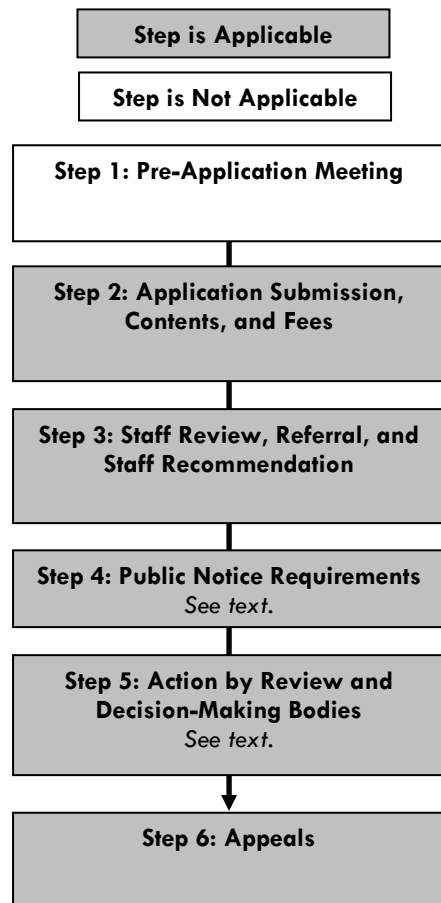 Step is Applicable
Step is Not Applicable
Step 1: Pre-Application Meeting
Step 2: Application Submission,
Contents, and Fees
Step 3: Staff Review, Referral, and
Staff Recommendation
Step 4: Public Notice Requirements
See text.
Step 5: Action by Review and
Decision-Making Bodies
See text.
Step 6: Appeals